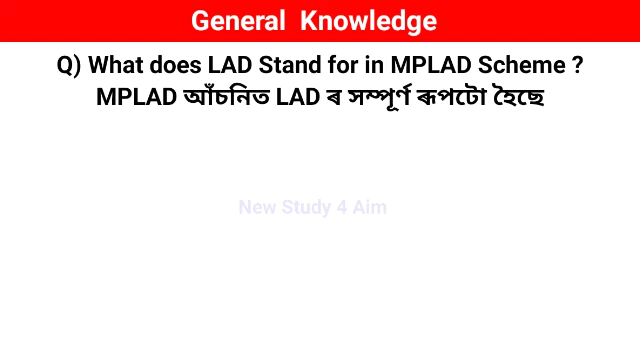 General Knowledge
Q) What does LAD Stand for in MPLAD Scheme ?
MPLAD আঁচনিত LAD ৰ সম্পূৰ্ণ ৰূপটো হৈছে
New Study 4 Aim